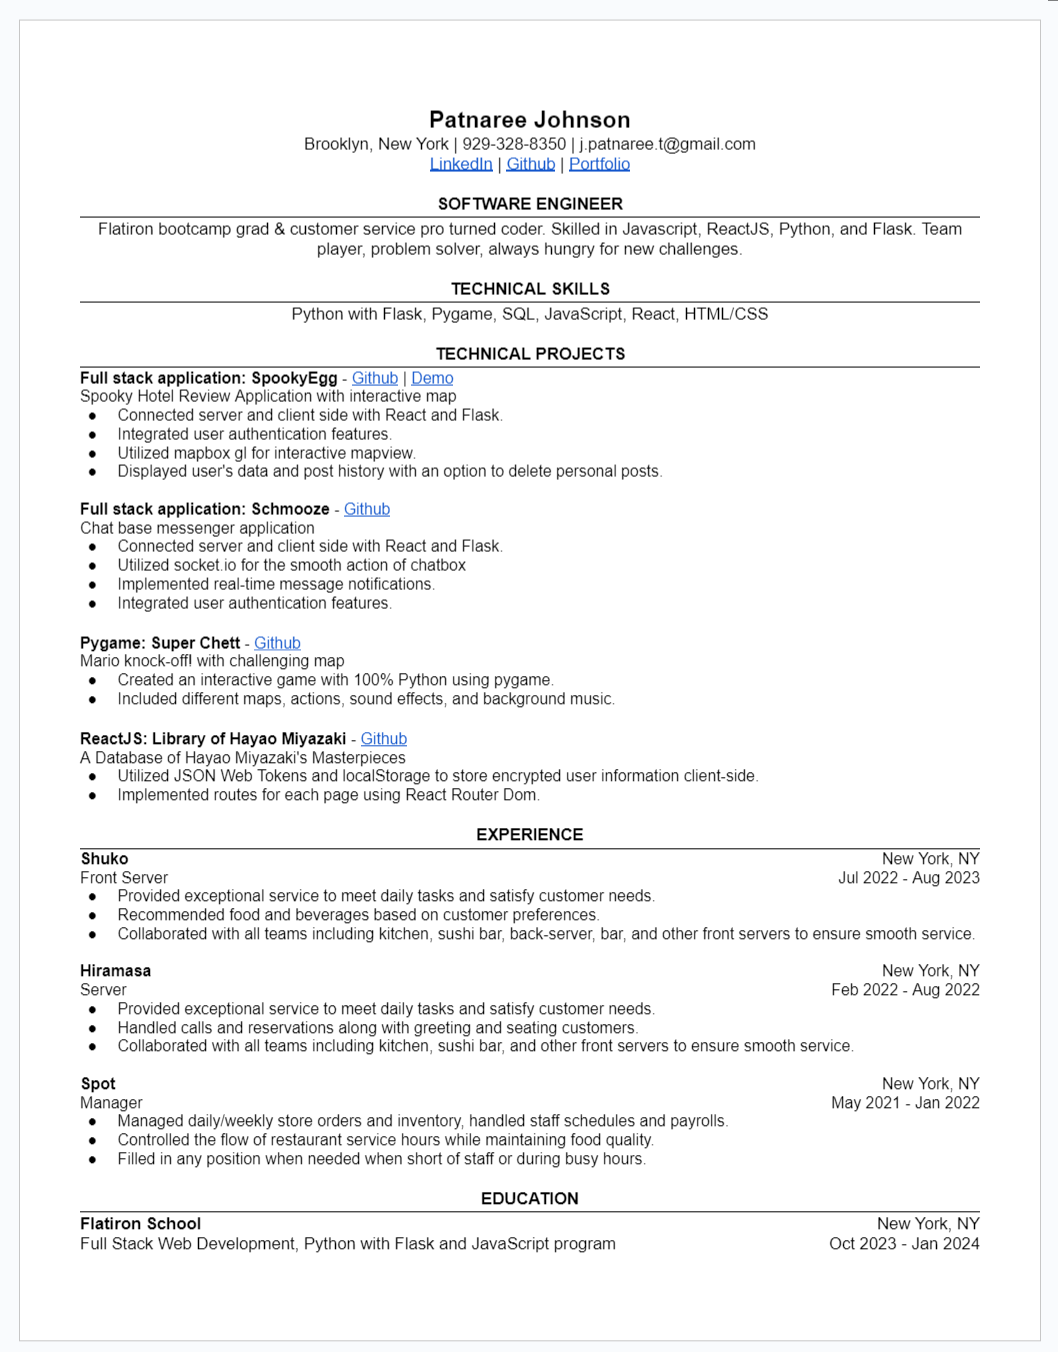 Patnaree Johnson
Brooklyn, New York | 929-328-8350 | j.patnaree.t@gmail.com
LinkedIn | Github | Portfolio
SOFTWARE ENGINEER
Flatiron bootcamp grad & customer service pro turned coder. Skilled in Javascript, ReactJS, Python, and Flask. Team
player, problem solver, always hungry for new challenges.
TECHNICAL SKILLS
Python with Flask, Pygame, SQL, JavaScript, React, HTML/CSS
TECHNICAL PROJECTS
Full stack application: SpookyEgg - Github | Demo
Spooky Hotel Review Application with interactive map
● Connected server and client side with React and Flask.
● Integrated user authentication features.
● Utilized mapbox gl for interactive mapview.
● Displayed user's data and post history with an option to delete personal posts.
Full stack application: Schmooze - Github
Chat base messenger application
● Connected server and client side with React and Flask.
● Utilized socket.io for the smooth action of chatbox
● Implemented real-time message notifications.
● Integrated user authentication features.
Pygame: Super Chett - Github
Mario knock-off! with challenging map
● Created an interactive game with 100% Python using pygame.
● Included different maps, actions, sound effects, and background music.
ReactJS: Library of Hayao Miyazaki - Github
A Database of Hayao Miyazaki's Masterpieces
● Utilized JSON Web Tokens and localStorage to store encrypted user information client-side.
● Implemented routes for each page using React Router Dom.
EXPERIENCE
Shuko New York, NY
Front Server Jul 2022 - Aug 2023
● Provided exceptional service to meet daily tasks and satisfy customer needs.
● Recommended food and beverages based on customer preferences.
● Collaborated with all teams including kitchen, sushi bar, back-server, bar, and other front servers to ensure smooth service.
Hiramasa New York, NY
Server Feb 2022 - Aug 2022
● Provided exceptional service to meet daily tasks and satisfy customer needs.
● Handled calls and reservations along with greeting and seating customers.
● Collaborated with all teams including kitchen, sushi bar, and other front servers to ensure smooth service.
Spot New York, NY
Manager May 2021 - Jan 2022
● Managed daily/weekly store orders and inventory, handled staff schedules and payrolls.
● Controlled the flow of restaurant service hours while maintaining food quality.
● Filled in any position when needed when short of staff or during busy hours.
EDUCATION
Flatiron School New York, NY
Full Stack Web Development, Python with Flask and JavaScript program Oct 2023 - Jan 2024